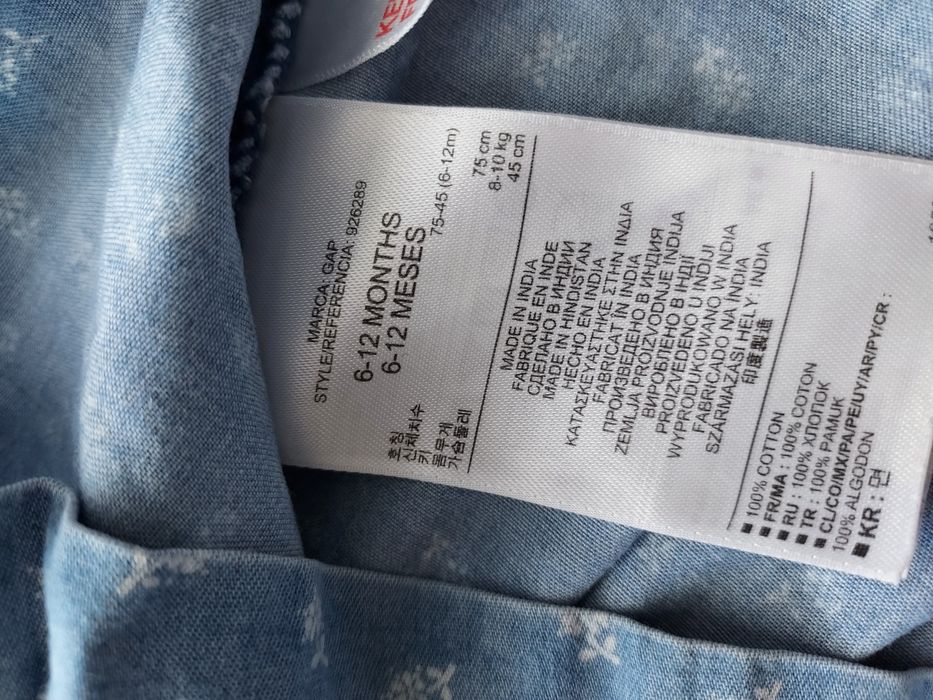 MARCA: GAP
STYLE/REFERENCIA: 926289
6-12 MONTHS
6-12 MESES
호칭 75-45 (6-12m)
신체치수
키 75 cm
몸무게 8-10 kg
가슴둘레 45 cm
MADE IN INDIA
FABRIQUE EN INDE
СДЕЛАНО В ИНДИИ
MADE IN HINDISTAN
HECHO EN INDIA
ΚΑΤΑΣΚΕΥΑΣΤΗΚΕ ΣΤΗΝ ΙΝΔΙΑ
FABRICAT ÎN INDIA
ПРОИЗВЕДЕНО В ИНДИЯ
ZEMLJA PROIZVODNJE INDIJA
ВИРОБЛЕНО В ІНДІЇ
PROIZVEDENO U INDIJI
WYPRODUKOWANO W INDIA
FABRICADO NA ÍNDIA
SZÁRMAZÁSI HELY: INDIA
印度製造
■ 100% COTTON
■ FR/MA : 100% COTON
■ RU : 100% ХЛОПОК
■ TR : 100% PAMUK
■ CL/CO/MX/PA/PE/UY/AR/PY/CR :
100% ALGODON
■ KR : 면